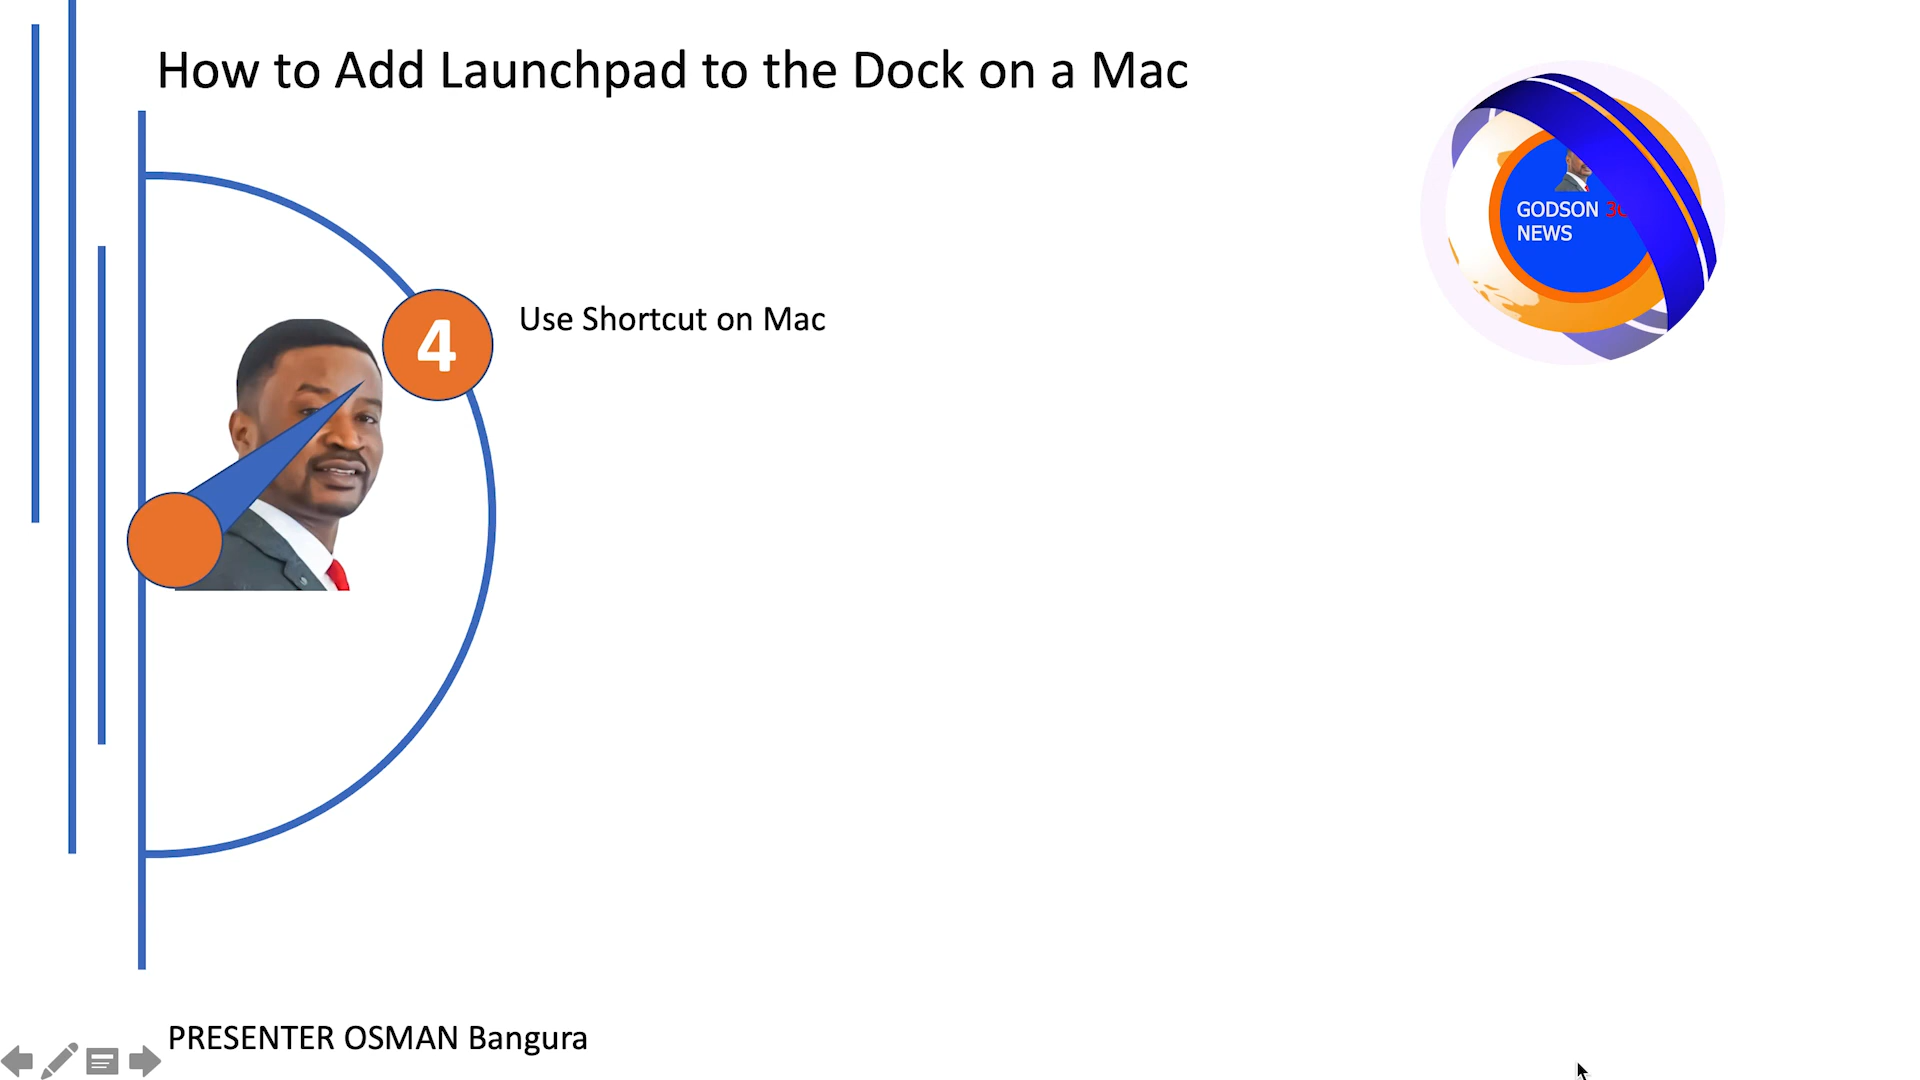 How to Add Launchpad to the Dock on a Mac
GODSON
NEWS
4
Use Shortcut on Mac
PRESENTER OSMAN Bangura